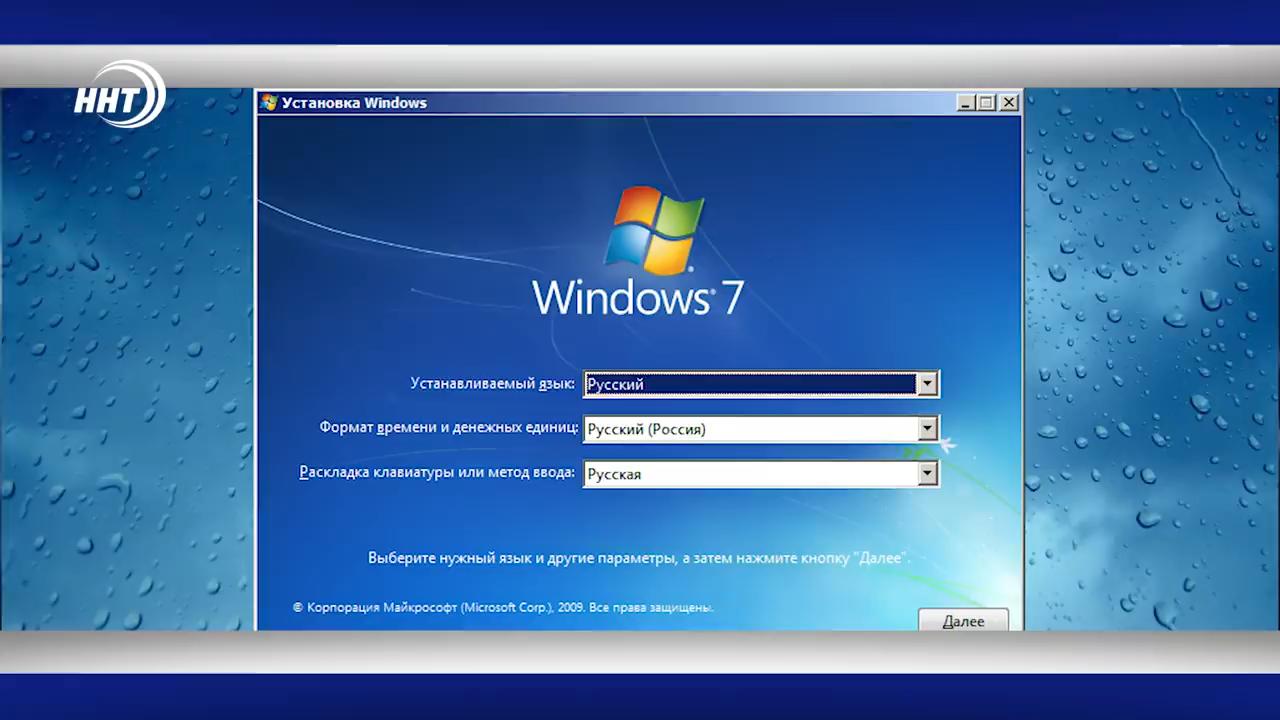 ННТ
Установка Windows
Windows® 7
Устанавливаемый язык: Русский
Формат времени и денежных единиц: Русский (Россия)
Раскладка клавиатуры или метод ввода: Русская
Выберите нужный язык и другие параметры, а затем нажмите кнопку "Далее".
© Корпорация Майкрософт (Microsoft Corp.), 2009. Все права защищены.
Далее